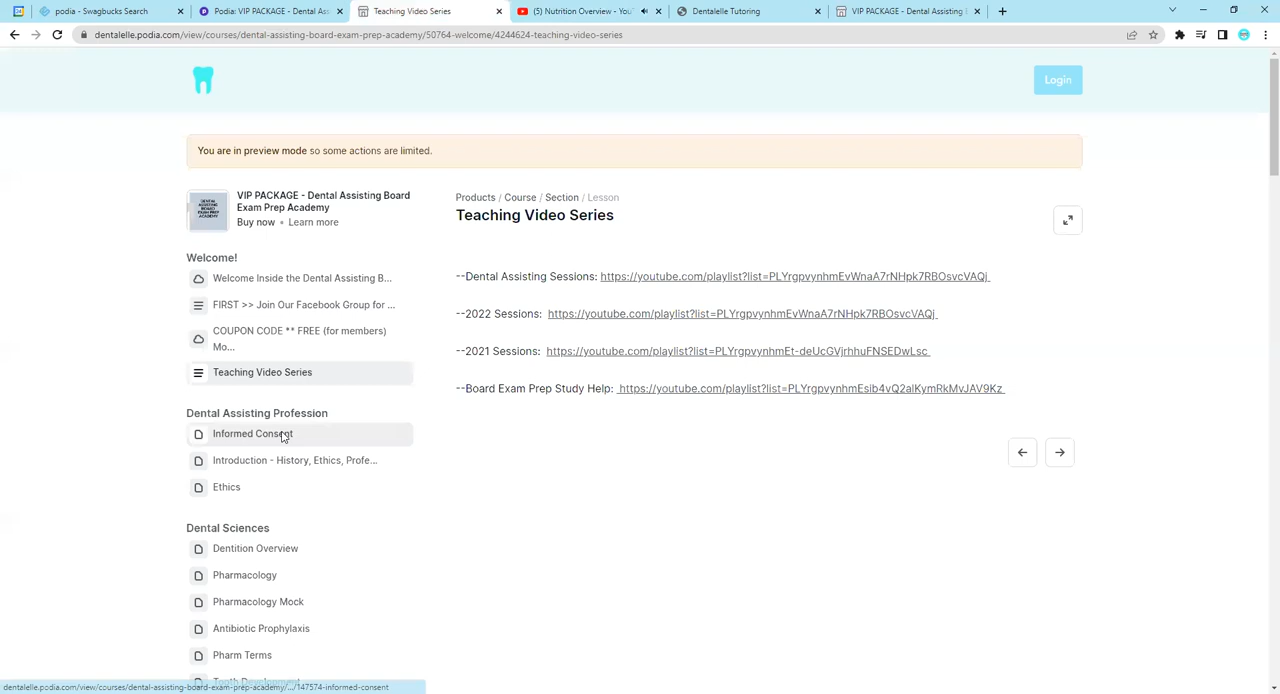 podia - Swagbucks Search
Podia: VIP PACKAGE - Dental Ass
Teaching Video Series
(5) Nutrition Overview - You
Dentalelle Tutoring
VIP PACKAGE - Dental Assisting E
dentalelle.podia.com/view/courses/dental-assisting-board-exam-prep-academy/50764-welcome/4244624-teaching-video-series
Login
You are in preview mode so some actions are limited.
VIP PACKAGE - Dental Assisting Board
Exam Prep Academy
Buy now • Learn more
Products / Course / Section / Lesson
Teaching Video Series
Welcome!
Welcome Inside the Dental Assisting B...
FIRST >> Join Our Facebook Group for ...
COUPON CODE ** FREE (for members)
Mo...
Teaching Video Series
--Dental Assisting Sessions: https://youtube.com/playlist?list=PLYrgpvynhmEvWnaA7rNHpk7RBOsvcVAQj
--2022 Sessions: https://youtube.com/playlist?list=PLYrgpvynhmEvWnaA7rNHpk7RBOsvcVAQj
--2021 Sessions: https://youtube.com/playlist?list=PLYrgpvynhmEt-deUcGVjrhhuFNSEDwLsc
--Board Exam Prep Study Help: https://youtube.com/playlist?list=PLYrgpvynhmEsib4vQ2alKymRkMvJAV9Kz
Dental Assisting Profession
Informed Consent
Introduction - History, Ethics, Profe...
Ethics
Dental Sciences
Dentition Overview
Pharmacology
Pharmacology Mock
Antibiotic Prophylaxis
Pharm Terms
Tooth Development
dentalelle.podia.com/view/courses/dental-assisting-board-exam-prep-academy/.../147574-informed-consent